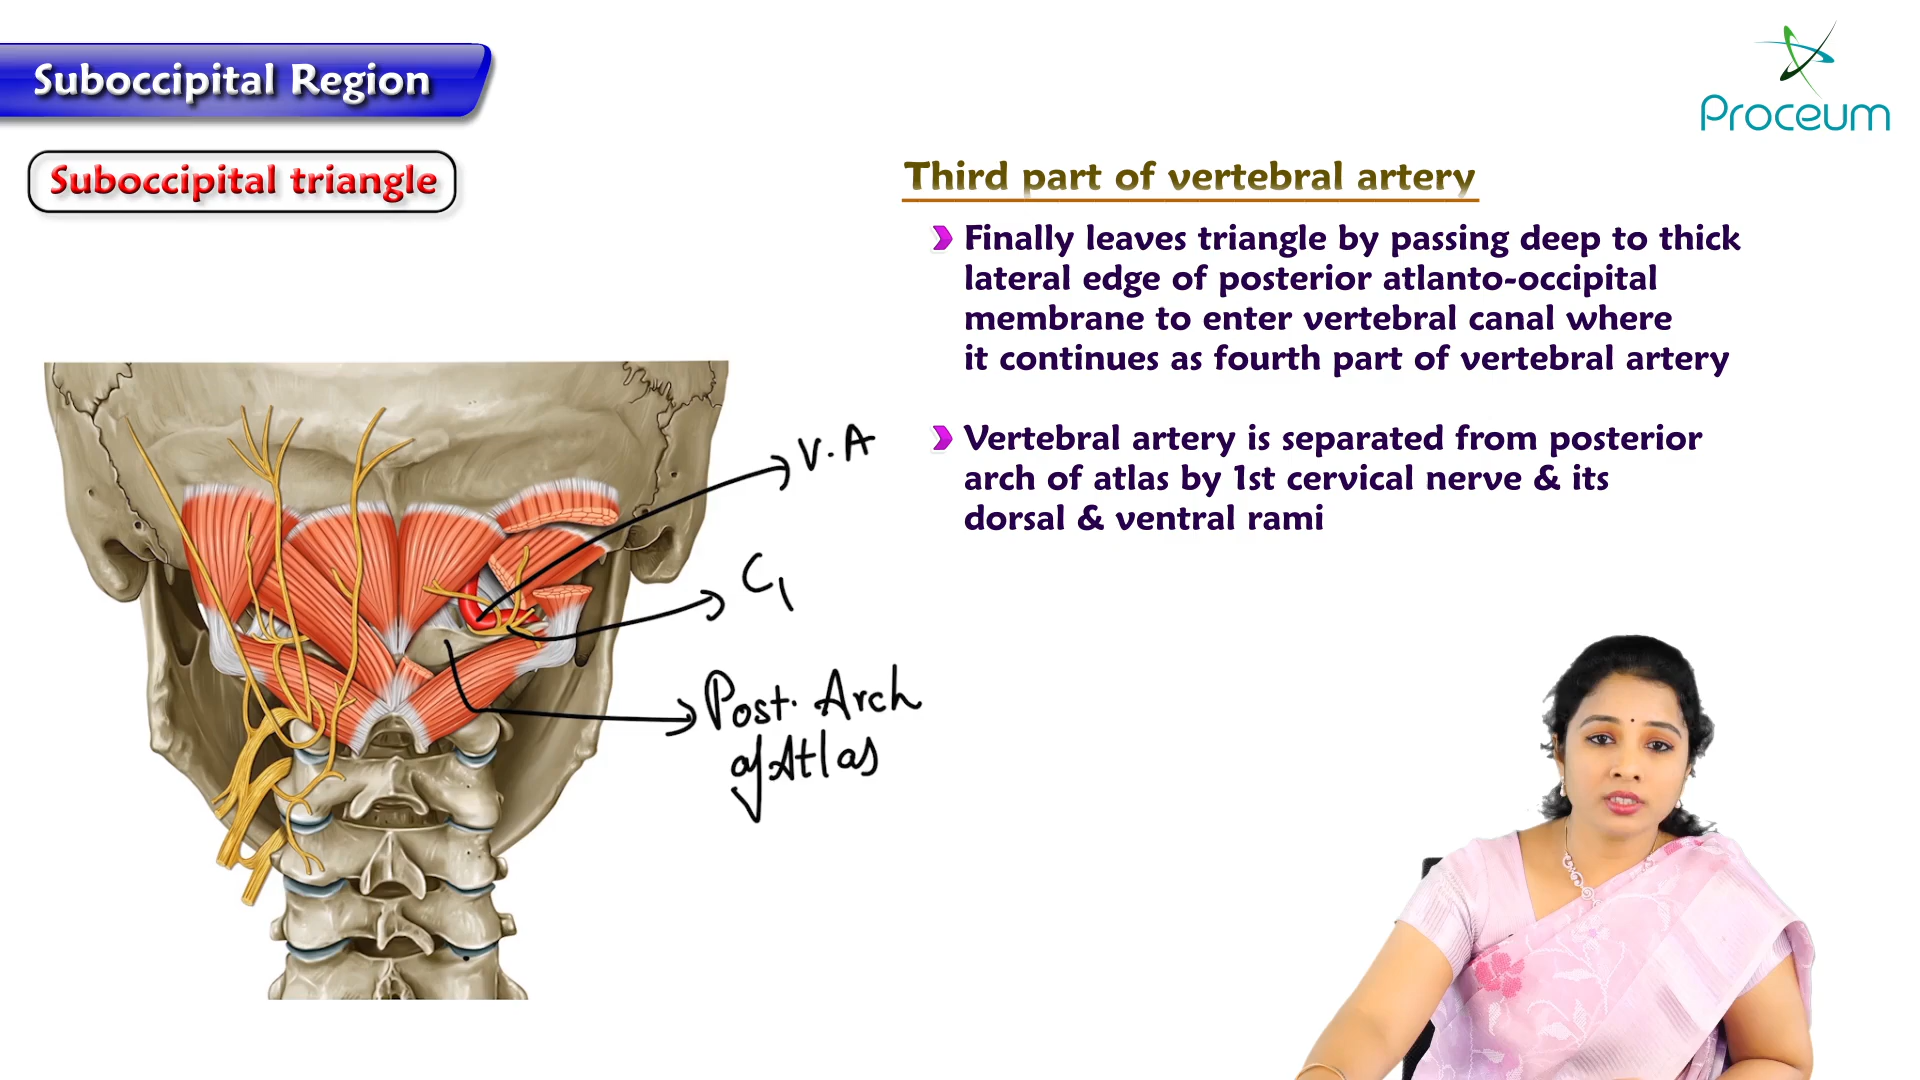 Suboccipital Region
Proceum
Suboccipital triangle
Third part of vertebral artery
Finally leaves triangle by passing deep to thick
lateral edge of posterior atlanto-occipital
membrane to enter vertebral canal where
it continues as fourth part of vertebral artery
Vertebral artery is separated from posterior
arch of atlas by 1st cervical nerve & its
dorsal & ventral rami
V.A
C1
Post. Arch
of Atlas